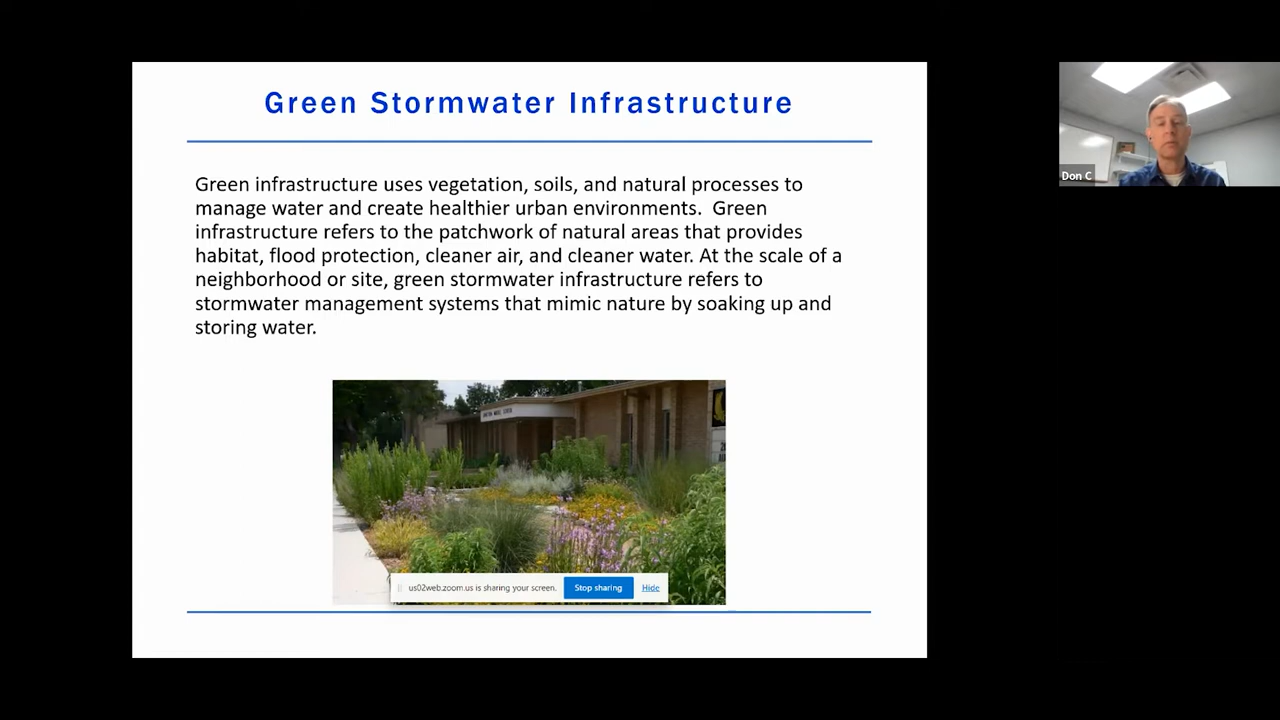 Green Stormwater Infrastructure
Green infrastructure uses vegetation, soils, and natural processes to
manage water and create healthier urban environments.  Green
infrastructure refers to the patchwork of natural areas that provides
habitat, flood protection, cleaner air, and cleaner water. At the scale of a
neighborhood or site, green stormwater infrastructure refers to
stormwater management systems that mimic nature by soaking up and
storing water.
us02web.zoom.us is sharing your screen.
Stop sharing
Hide
Don C